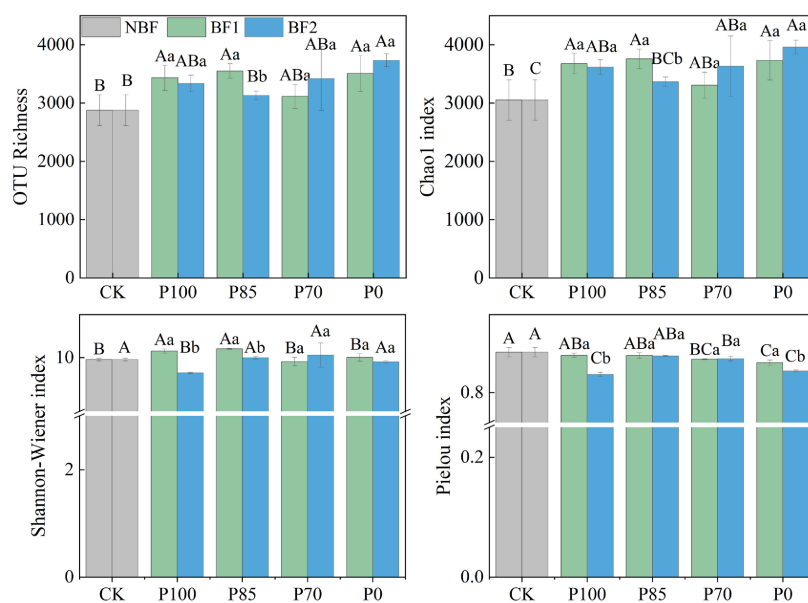 NBF BF1 BF2
OTU Richness
4000
3000
2000
1000
0
B B Aa ABa Aa Bb ABa ABa Aa Aa
CK P100 P85 P70 P0
Chao1 index
4000
3000
2000
1000
0
B C Aa ABa Aa BCb ABa ABa Aa Aa
CK P100 P85 P70 P0
Shannon-Wiener index
10
2
0
B A Aa Bb Aa Ab Ba Aa Ba Aa
CK P100 P85 P70 P0
Pielou index
0.8
0.2
0.0
A A ABa Cb ABa ABa BCa Ba Ca Cb
CK P100 P85 P70 P0